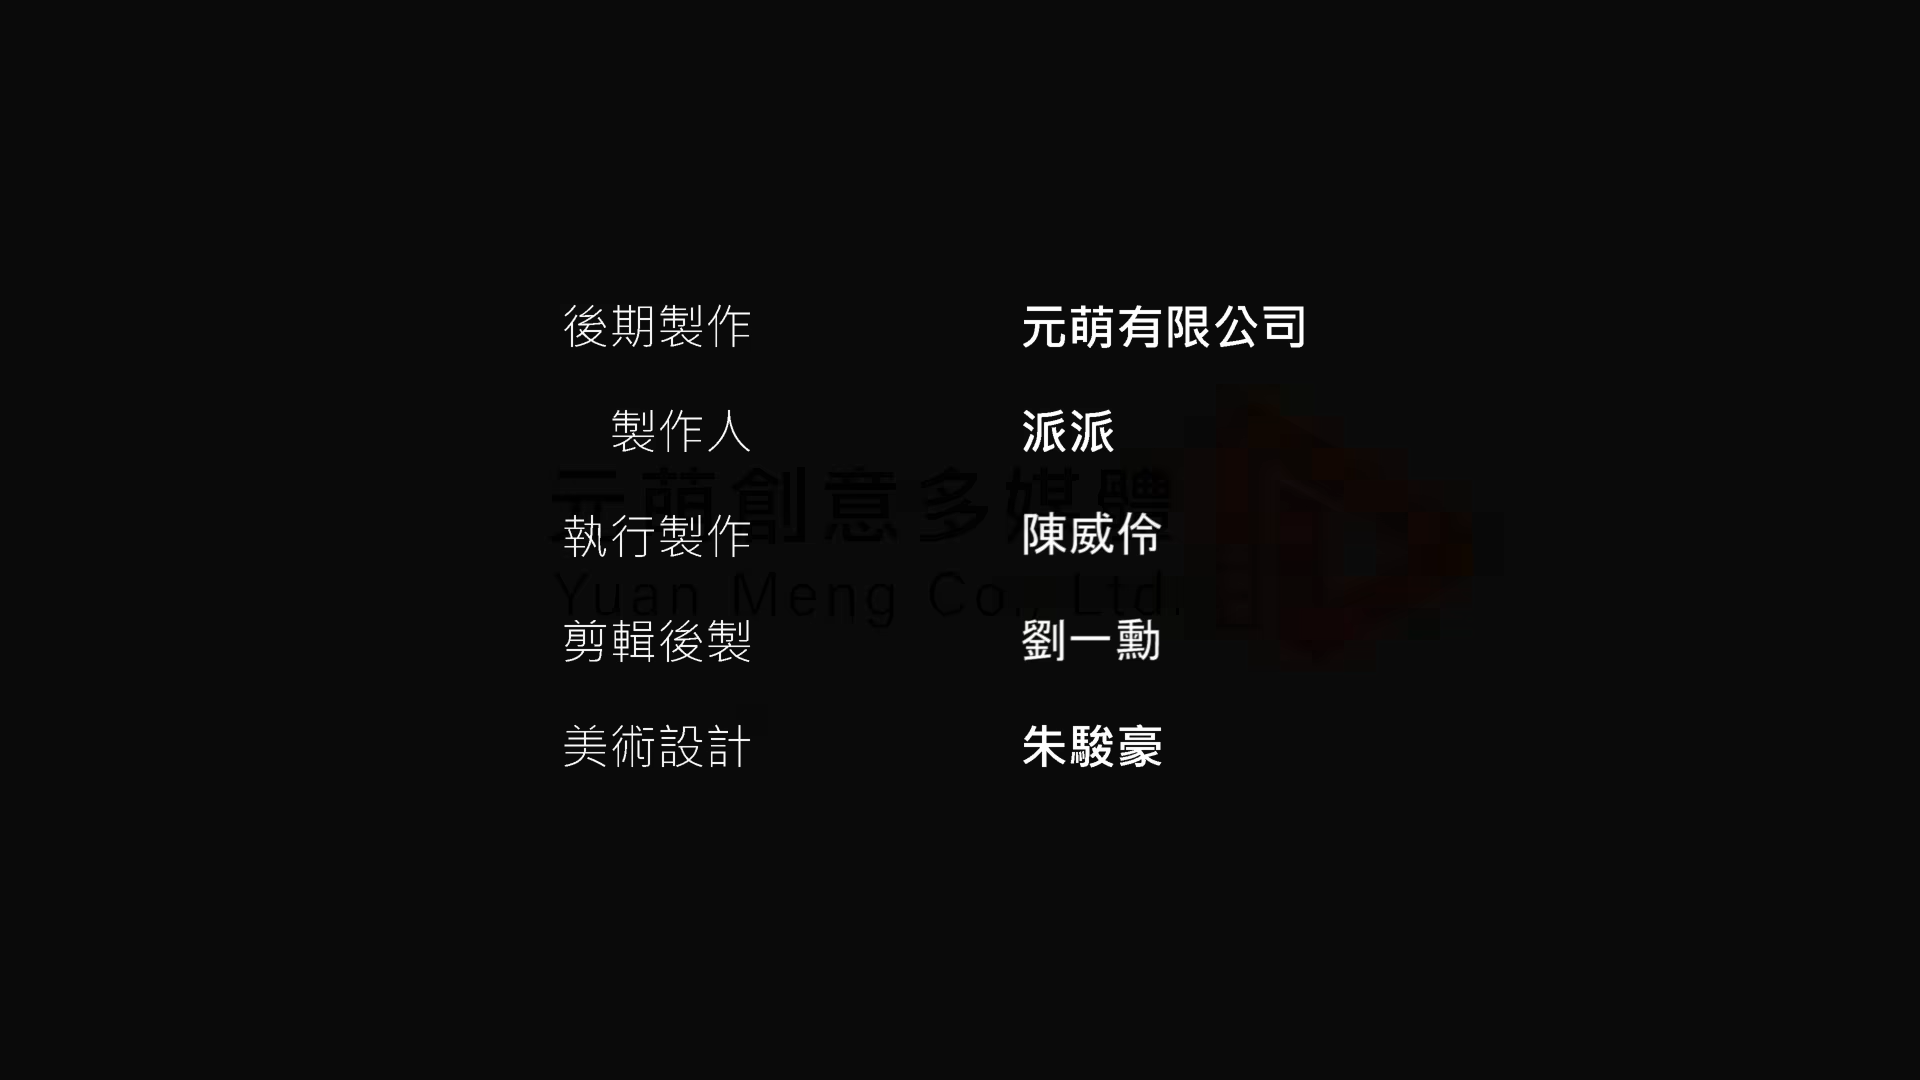 後期製作 元萌有限公司
製作人 派派
元萌創意多媒體
執行製作 陳威伶
Yuan Meng Co., Ltd.
剪輯後製 劉一勳
美術設計 朱駿豪